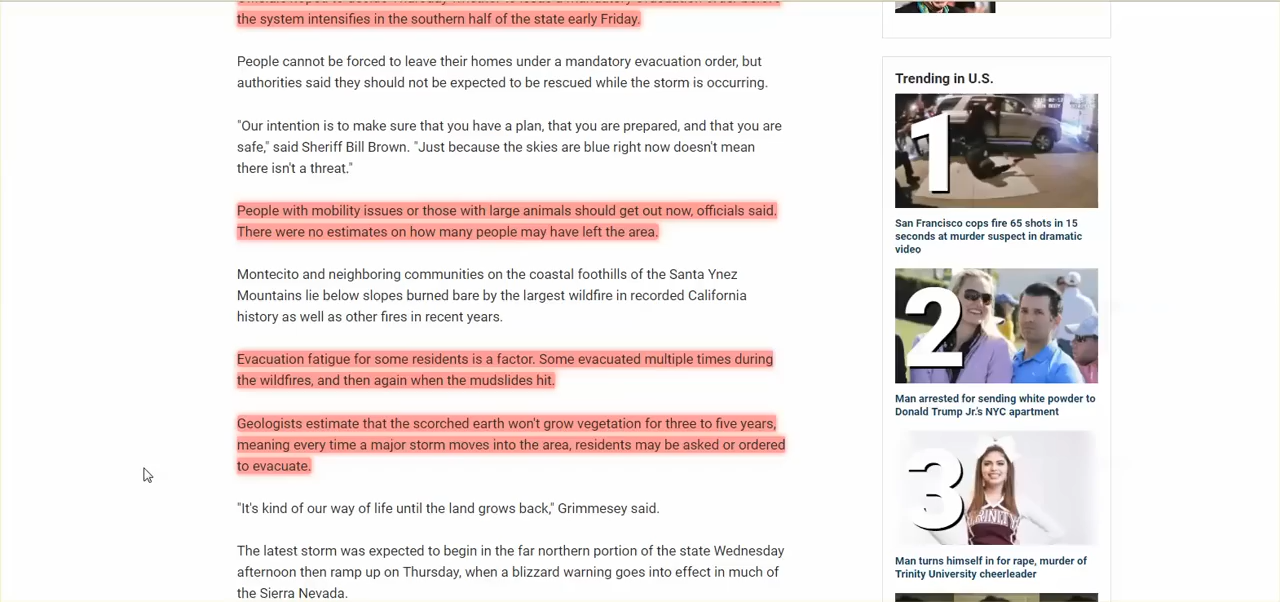 the system intensifies in the southern half of the state early Friday.
People cannot be forced to leave their homes under a mandatory evacuation order, but
authorities said they should not be expected to be rescued while the storm is occurring.
"Our intention is to make sure that you have a plan, that you are prepared, and that you are
safe," said Sheriff Bill Brown. "Just because the skies are blue right now doesn't mean
there isn't a threat."
People with mobility issues or those with large animals should get out now, officials said.
There were no estimates on how many people may have left the area.
Montecito and neighboring communities on the coastal foothills of the Santa Ynez
Mountains lie below slopes burned bare by the largest wildfire in recorded California
history as well as other fires in recent years.
Evacuation fatigue for some residents is a factor. Some evacuated multiple times during
the wildfires, and then again when the mudslides hit.
Geologists estimate that the scorched earth won't grow vegetation for three to five years,
meaning every time a major storm moves into the area, residents may be asked or ordered
to evacuate.
"It's kind of our way of life until the land grows back," Grimmesey said.
The latest storm was expected to begin in the far northern portion of the state Wednesday
afternoon then ramp up on Thursday, when a blizzard warning goes into effect in much of
the Sierra Nevada.
Trending in U.S.
1
San Francisco cops fire 65 shots in 15
seconds at murder suspect in dramatic
video
2
Man arrested for sending white powder to
Donald Trump Jr.'s NYC apartment
3
TRINITY
Man turns himself in for rape, murder of
Trinity University cheerleader